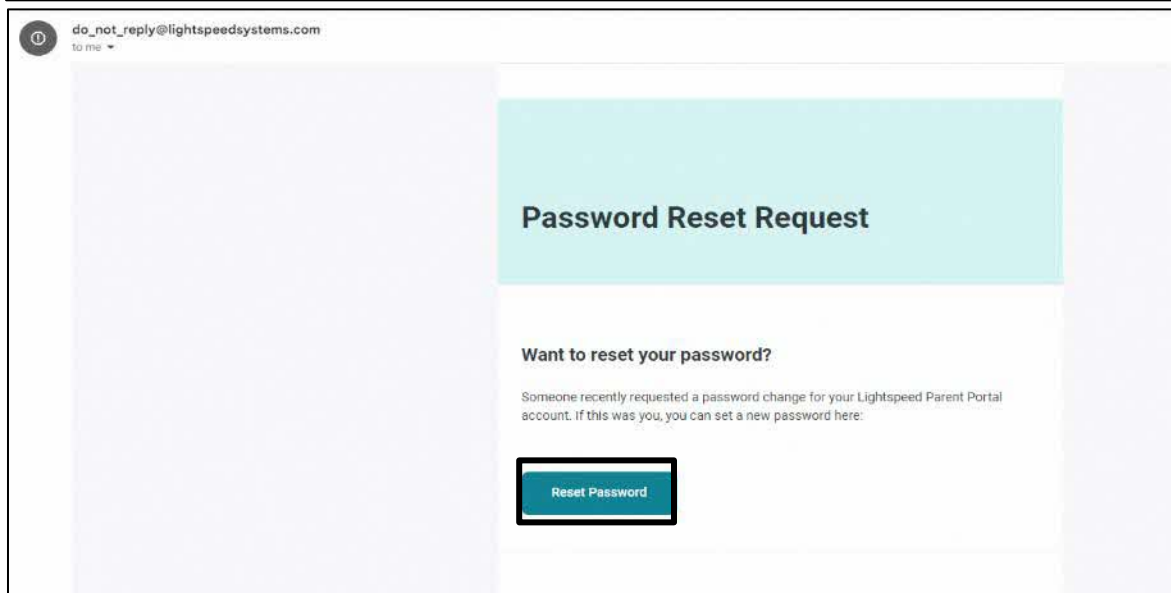 do_not_reply@lightspeedsystems.com
to me
Password Reset Request
Want to reset your password?
Someone recently requested a password change for your Lightspeed Parent Portal
account. If this was you, you can set a new password here:
Reset Password